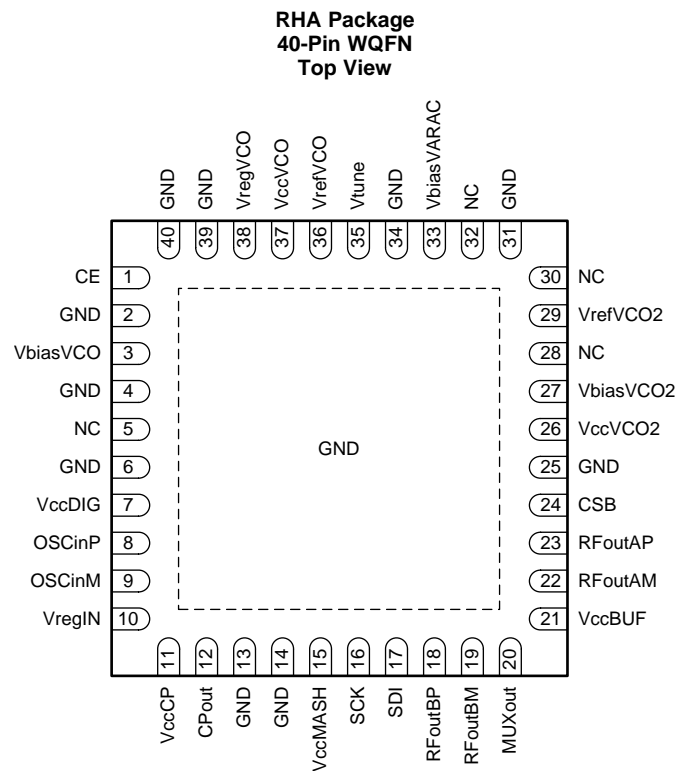 RHA Package
40-Pin WQFN
Top View
GND
GND
VregVCO
VccVCO
VrefVCO
Vtune
GND
VbiasVARAC
NC
GND
40
39
38
37
36
35
34
33
32
31
CE 1
GND 2
VbiasVCO 3
GND 4
NC 5
GND 6
VccDIG 7
OSCinP 8
OSCinM 9
VregIN 10
GND
30 NC
29 VrefVCO2
28 NC
27 VbiasVCO2
26 VccVCO2
25 GND
24 CSB
23 RFoutAP
22 RFoutAM
21 VccBUF
11
12
13
14
15
16
17
18
19
20
VccCP
CPout
GND
GND
VccMASH
SCK
SDI
RFoutBP
RFoutBM
MUXout